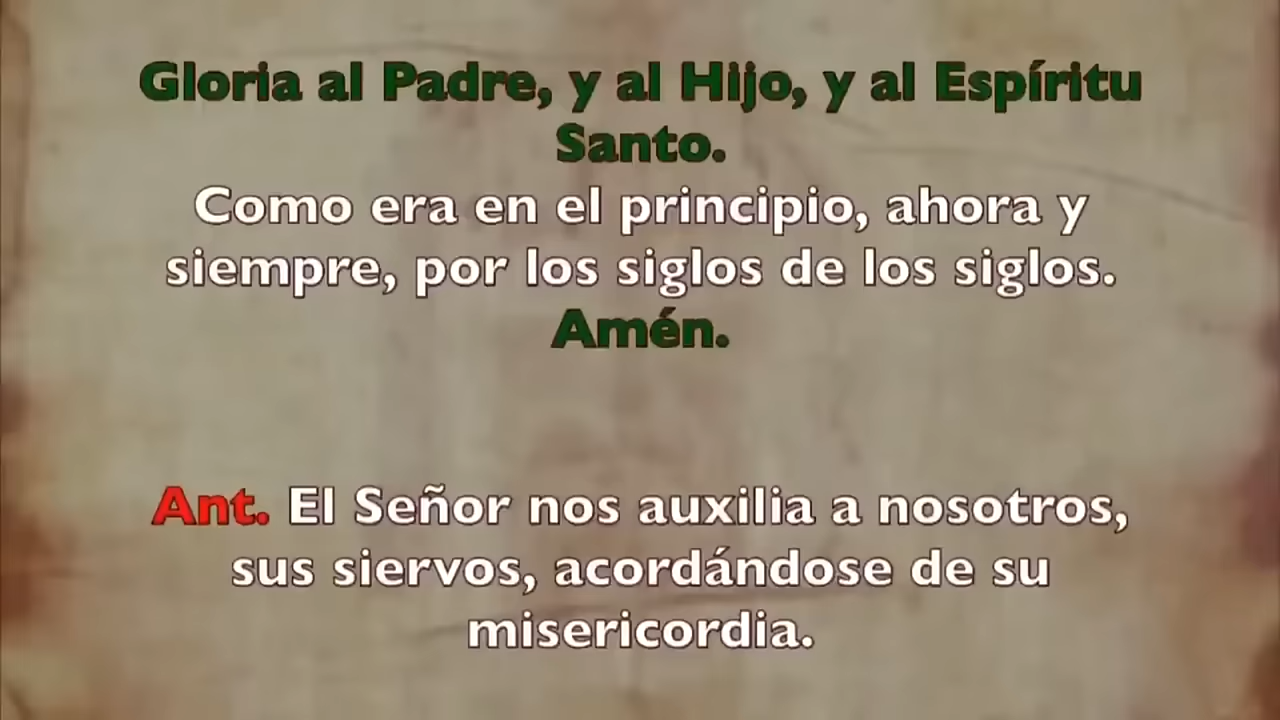 Gloria al Padre, y al Hijo, y al Espíritu
Santo.
Como era en el principio, ahora y
siempre, por los siglos de los siglos.
Amén.
Ant. El Señor nos auxilia a nosotros,
sus siervos, acordándose de su
misericordia.